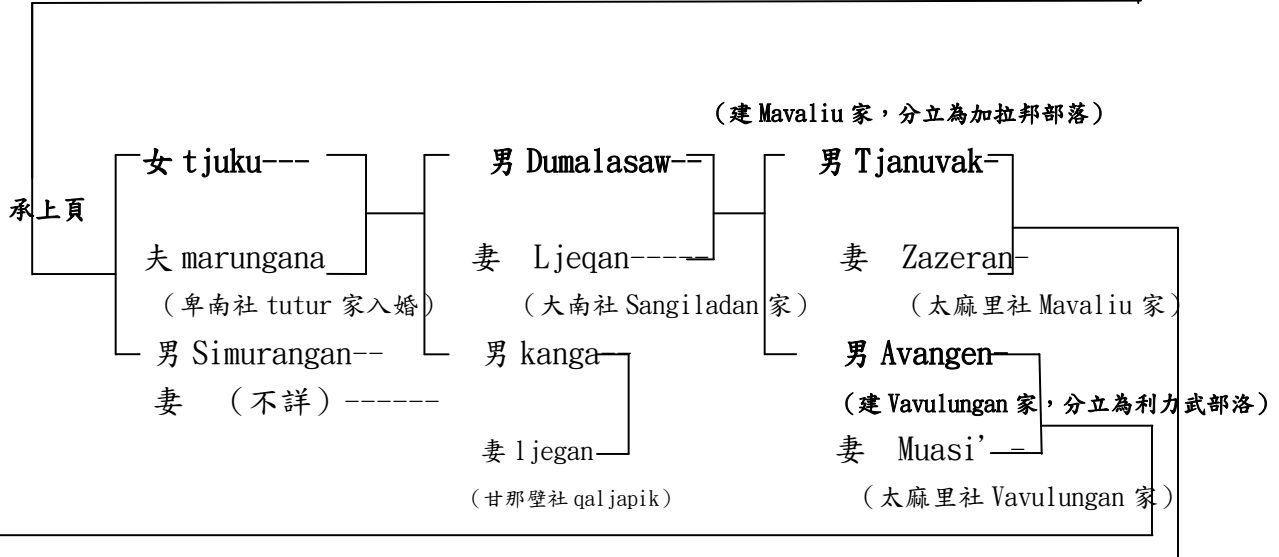 （建 Mavaliu 家，分立為加拉邦部落）
女 tjuku--- 男 Dumalasaw-- 男 Tjanuvak-
承上頁
夫 marungana 妻 Ljeqan----- 妻 Zazeran-
（卑南社 tutur 家入婚） （大南社 Sangiladan 家） （太麻里社 Mavaliu 家）
男 Simurangan-- 男 kanga-- 男 Avangen-
妻 （不詳）------ （建 Vavulungan 家，分立為利力武部洛）
妻 ljegan 妻 Muasi’ -
（甘那壁社 qaljapik） （太麻里社 Vavulungan 家）